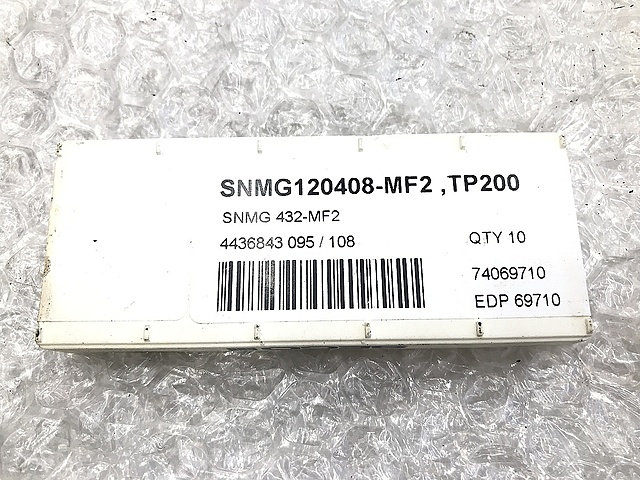 SNMG120408-MF2 ,TP200
SNMG 432-MF2
4436843 095 / 108
QTY 10
74069710
EDP 69710